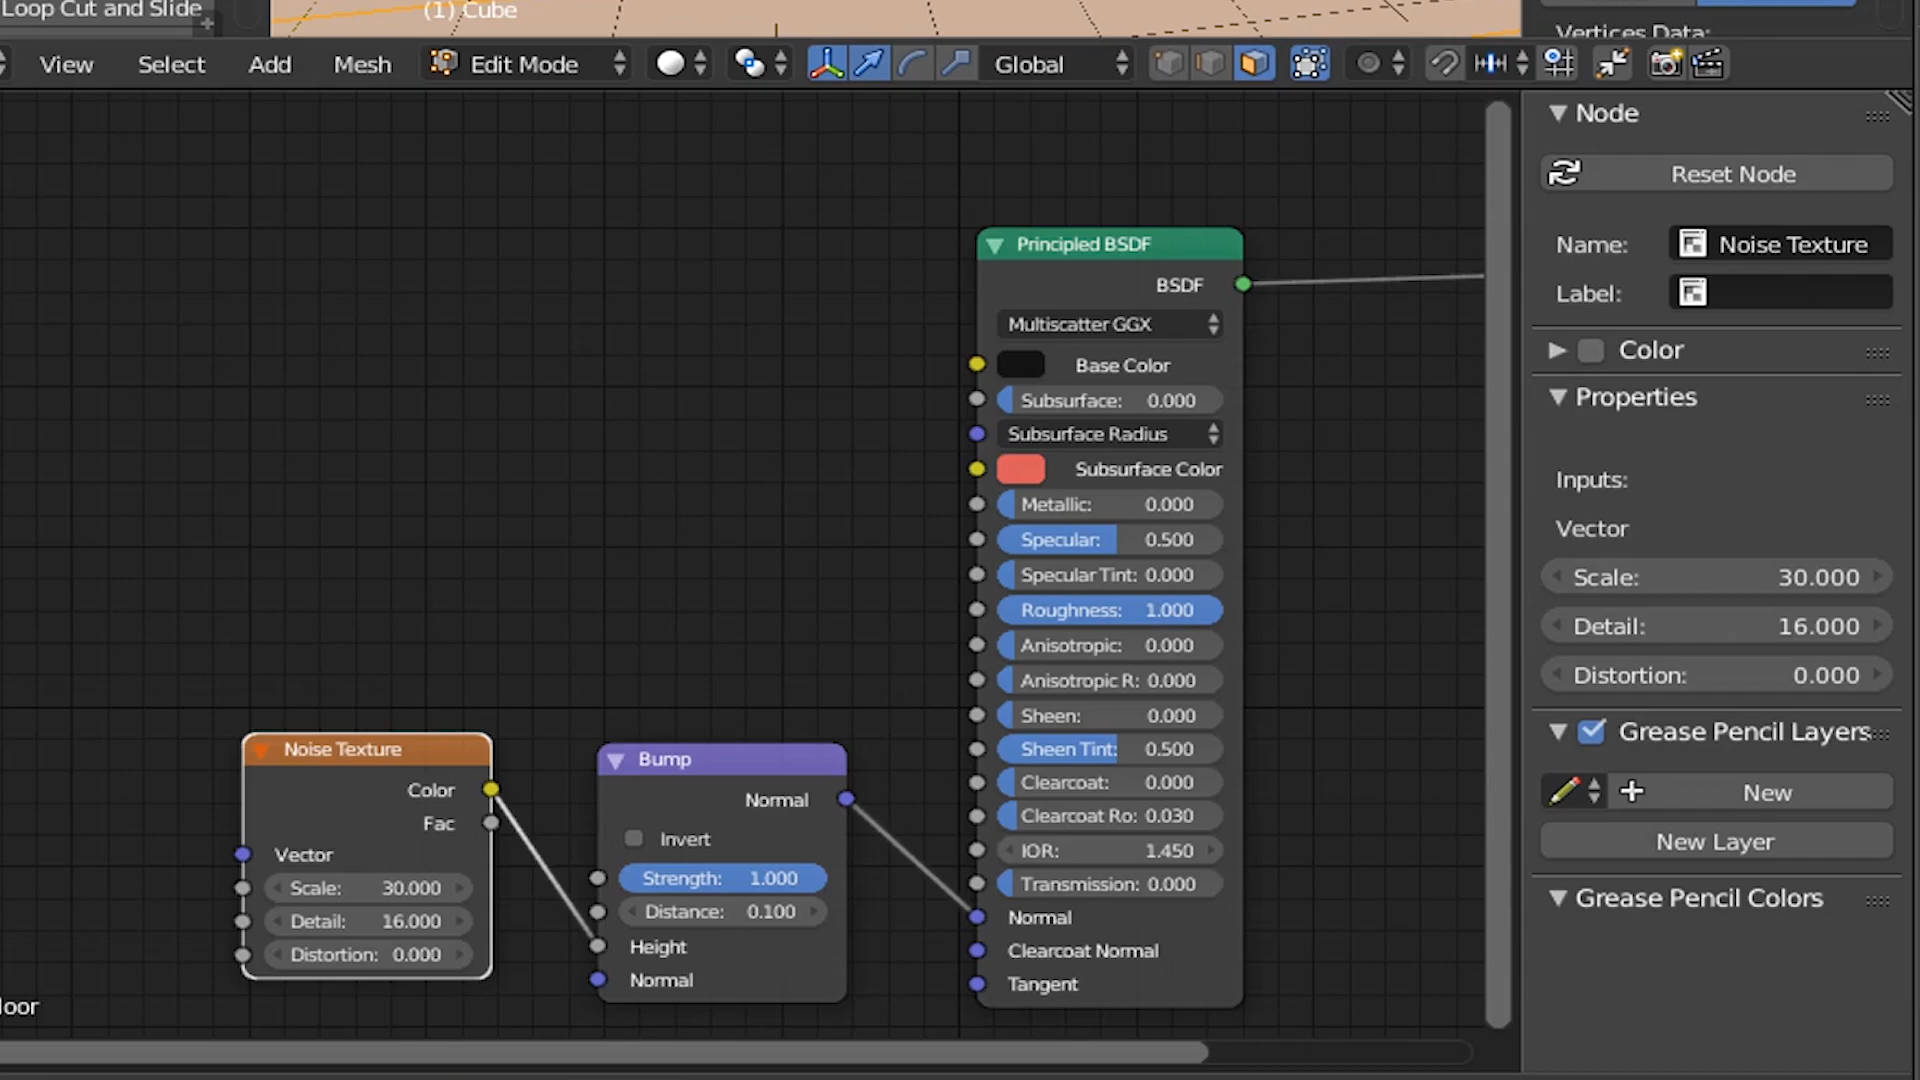 Loop Cut and Slide
(1) Cube
Vertices Data:
View Select Add Mesh Edit Mode Global
Node
Reset Node
Name: Noise Texture
Label:
Color
Properties
Inputs:
Vector
Scale: 30.000
Detail: 16.000
Distortion: 0.000
Grease Pencil Layers
New
New Layer
Grease Pencil Colors
Principled BSDF
BSDF
Multiscatter GGX
Base Color
Subsurface: 0.000
Subsurface Radius
Subsurface Color
Metallic: 0.000
Specular: 0.500
Specular Tint: 0.000
Roughness: 1.000
Anisotropic: 0.000
Anisotropic R: 0.000
Sheen: 0.000
Sheen Tint: 0.500
Clearcoat: 0.000
Clearcoat Ro: 0.030
IOR: 1.450
Transmission: 0.000
Normal
Clearcoat Normal
Tangent
Noise Texture
Color
Fac
Vector
Scale: 30.000
Detail: 16.000
Distortion: 0.000
Bump
Normal
Invert
Strength: 1.000
Distance: 0.100
Height
Normal
loor